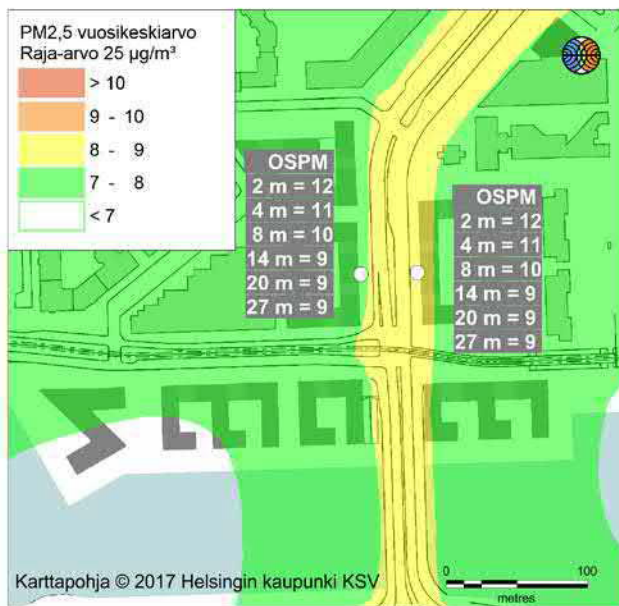 PM2,5 vuosikeskiarvo
Raja-arvo 25 µg/m³
> 10
9 - 10
8 - 9
7 - 8
< 7
OSPM
2 m = 12
4 m = 11
8 m = 10
14 m = 9
20 m = 9
27 m = 9
OSPM
2 m = 12
4 m = 11
8 m = 10
14 m = 9
20 m = 9
27 m = 9
Karttapohja © 2017 Helsingin kaupunki KSV
0 100
metres